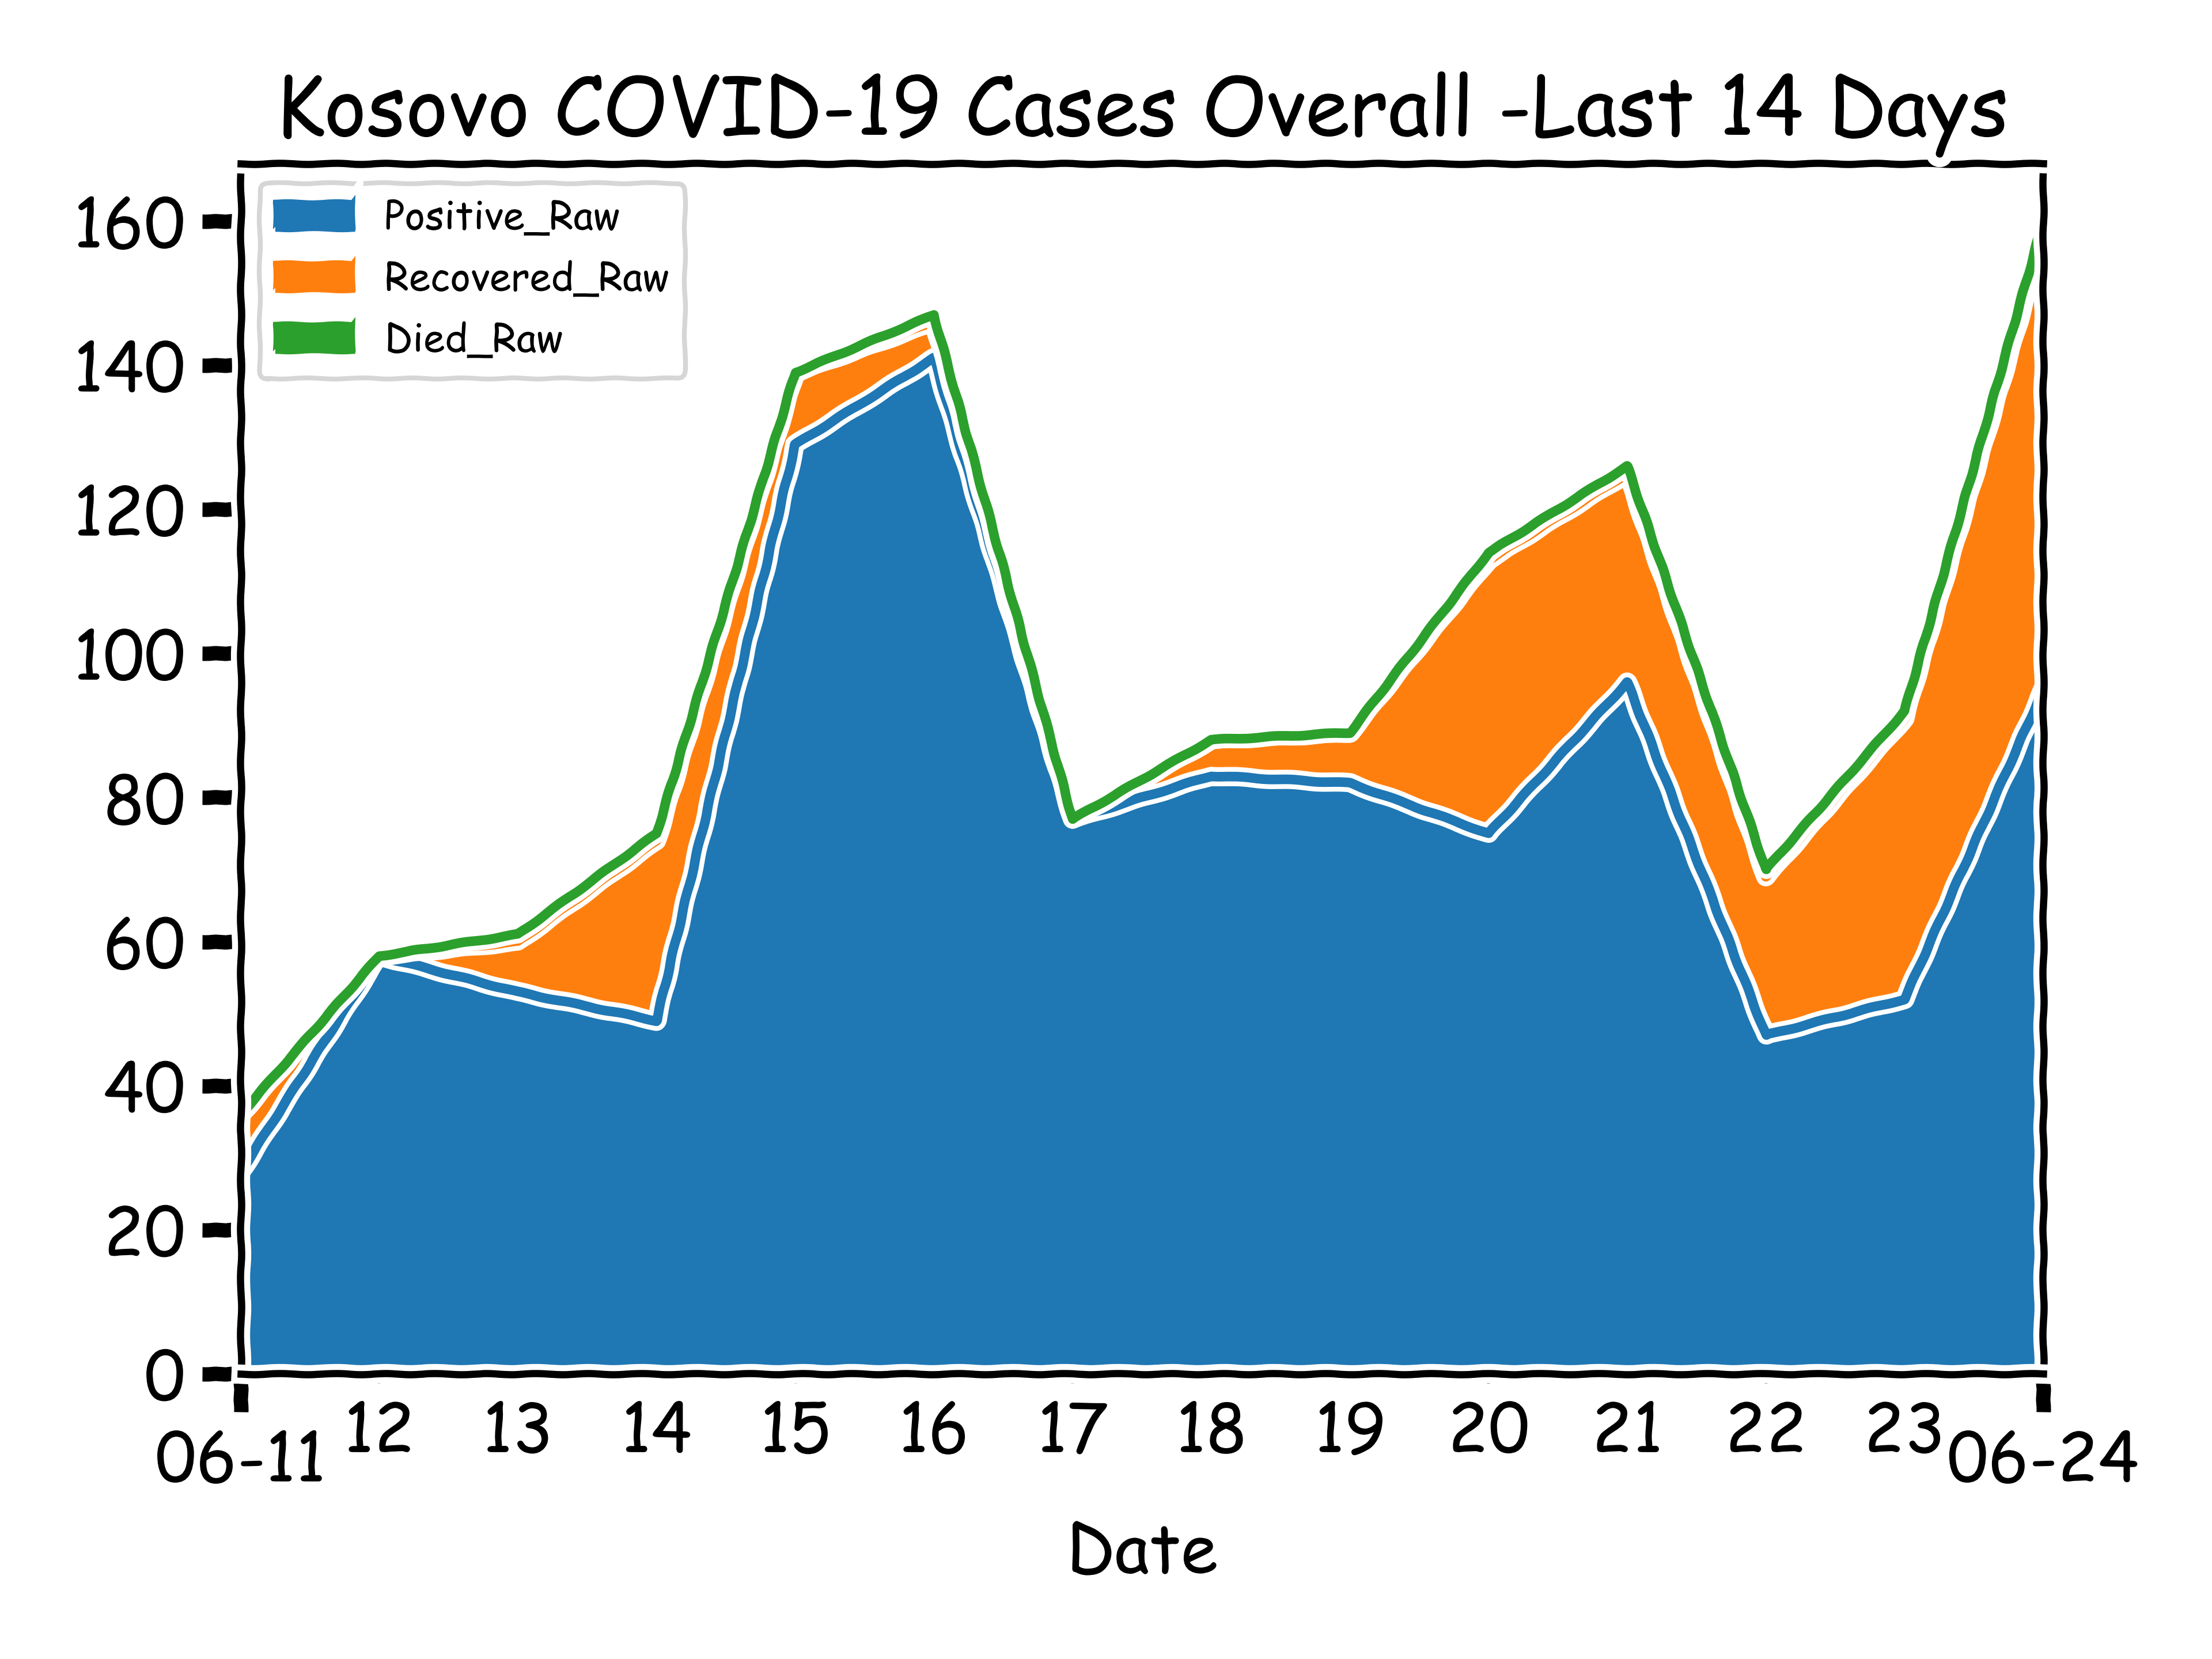 Kosovo COVID-19 Cases Overall -Last 14 Days
Positive_Raw
Recovered_Raw
Died_Raw
160
140
120
100
80
60
40
20
0
06-11 12 13 14 15 16 17 18 19 20 21 22 23 06-24
Date